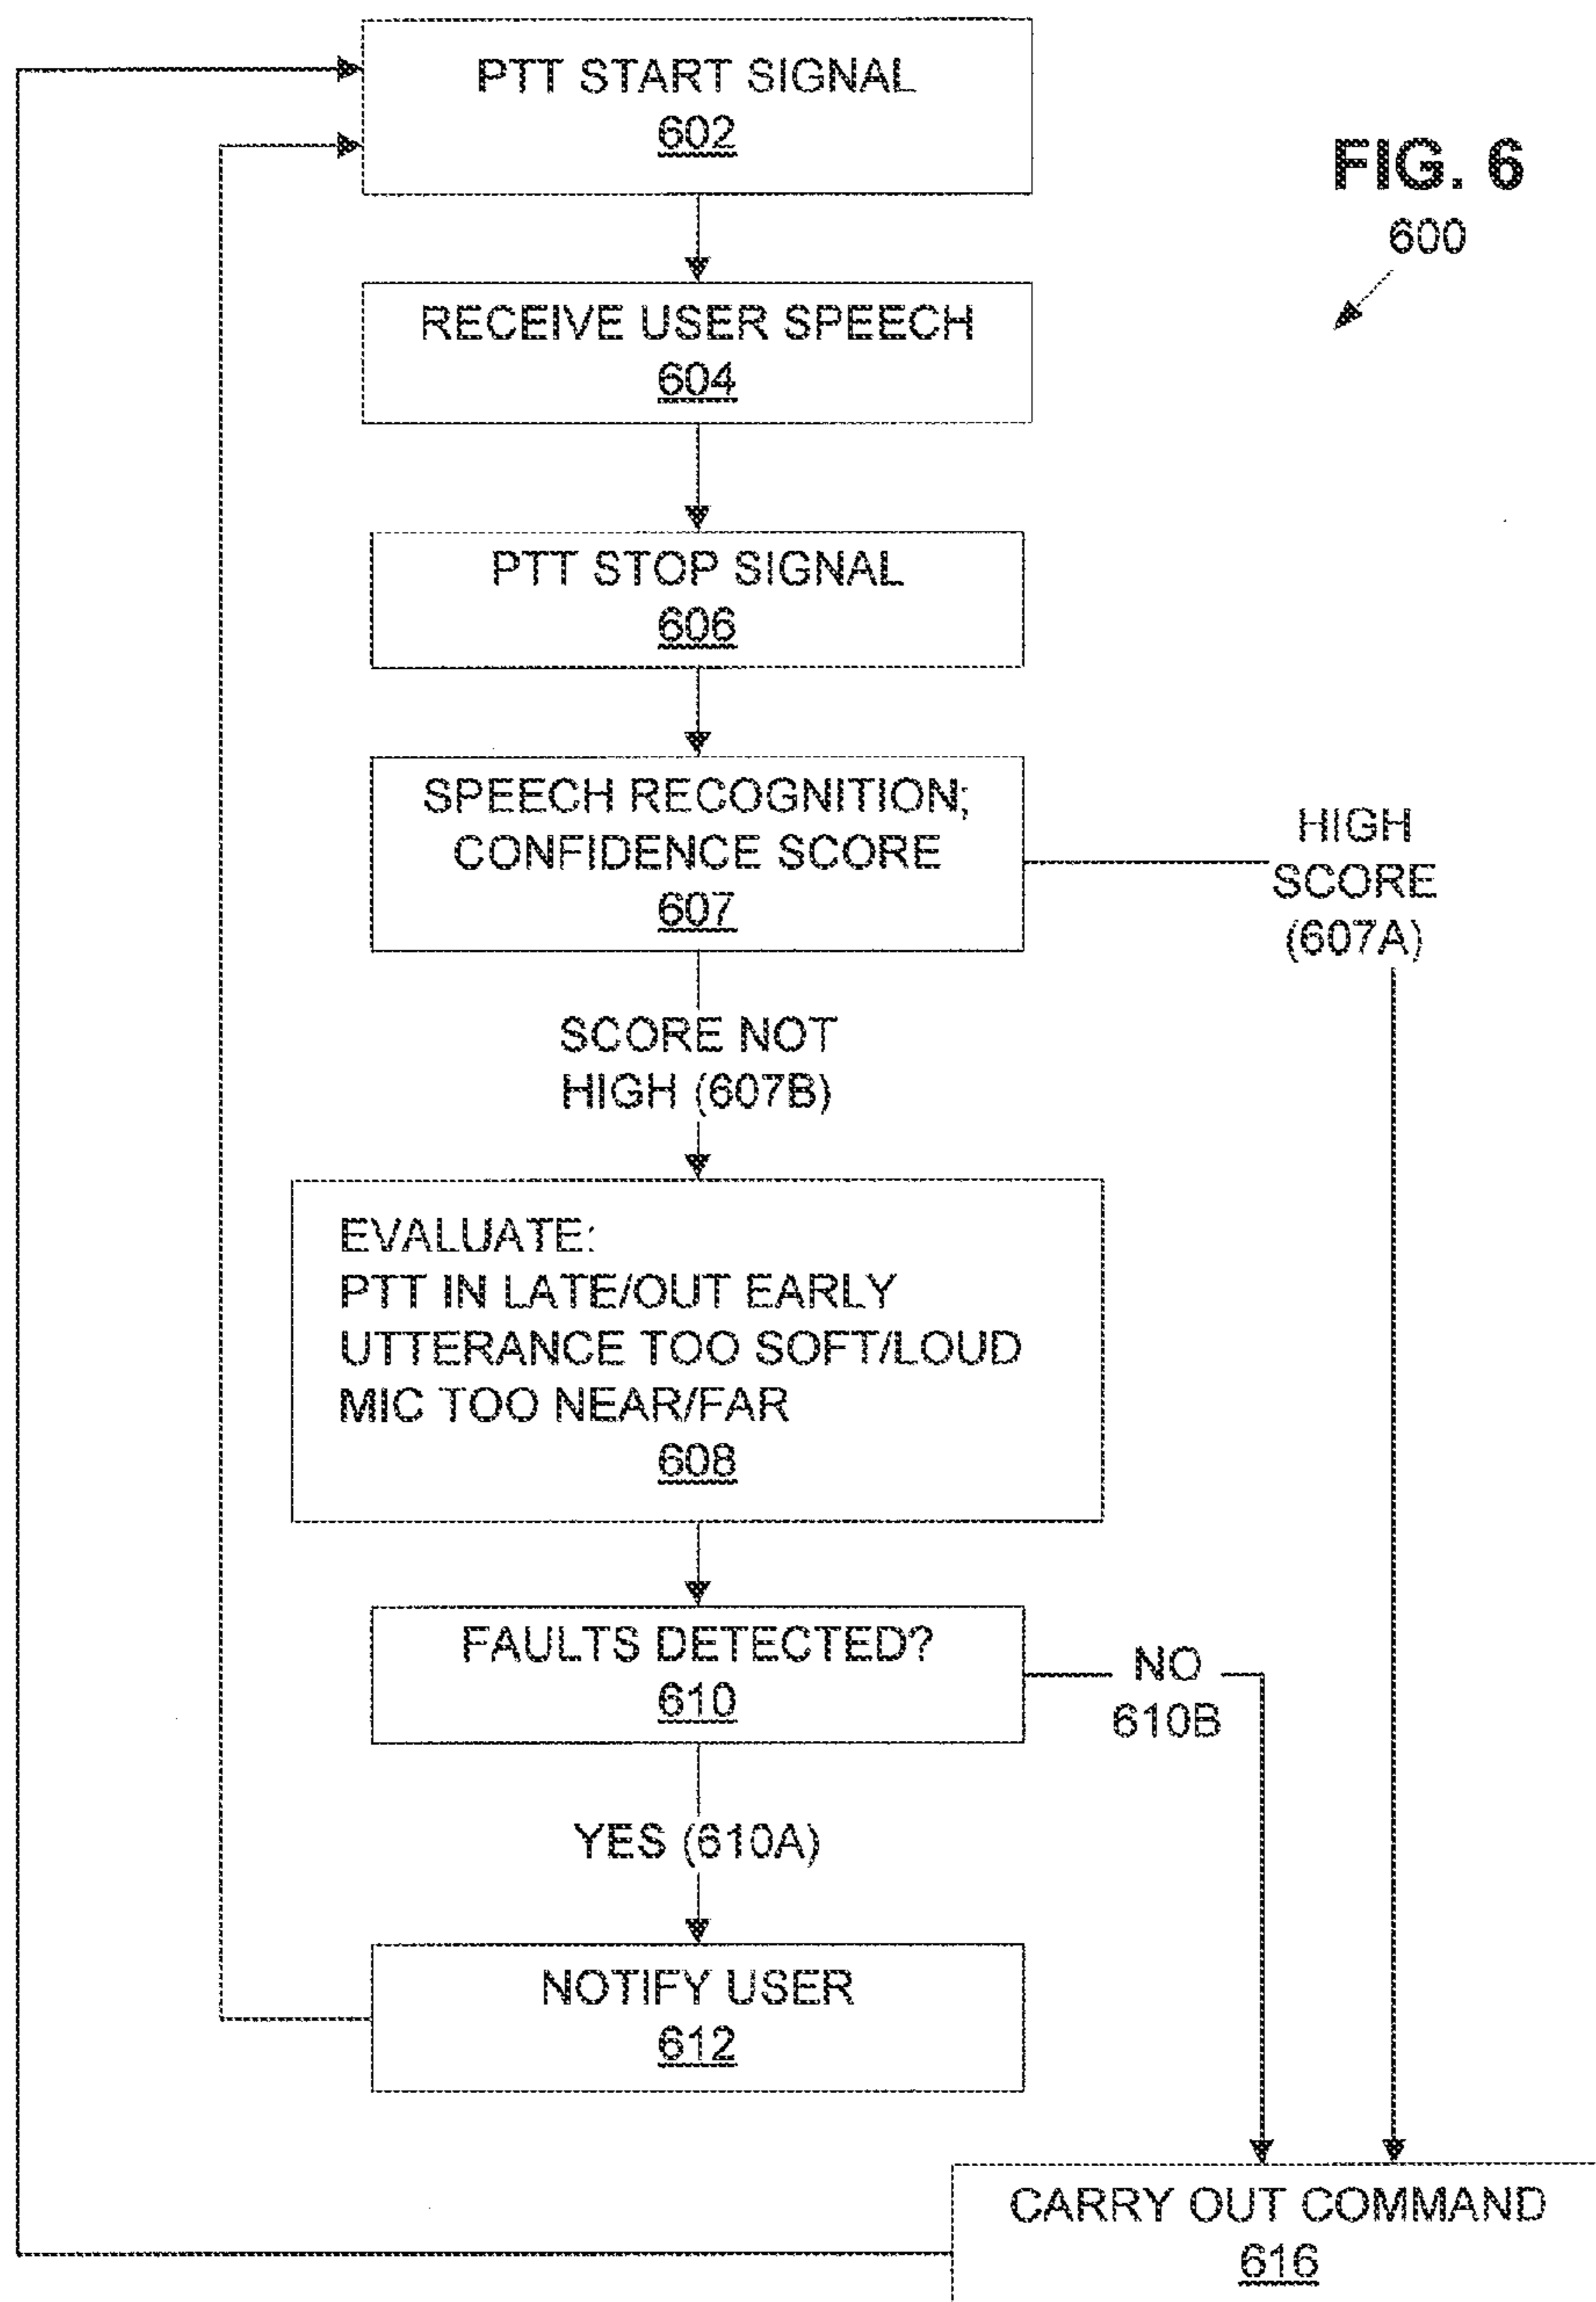 PTT START SIGNAL
602
FIG. 6
600
RECEIVE USER SPEECH
604
PTT STOP SIGNAL
606
SPEECH RECOGNITION;
CONFIDENCE SCORE
607
HIGH
SCORE
(607A)
SCORE NOT
HIGH (607B)
EVALUATE:
PTT IN LATE/OUT EARLY
UTTERANCE TOO SOFT/LOUD
MIC TOO NEAR/FAR
608
FAULTS DETECTED?
610
NO
610B
YES (610A)
NOTIFY USER
612
CARRY OUT COMMAND
616